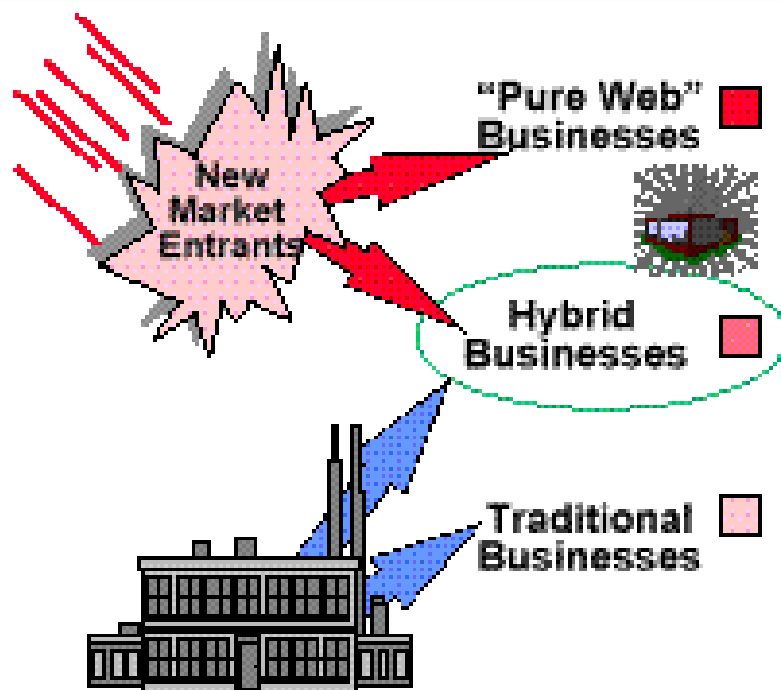 "Pure Web"
Businesses
New
Market
Entrants
Hybrid
Businesses
Traditional
Businesses